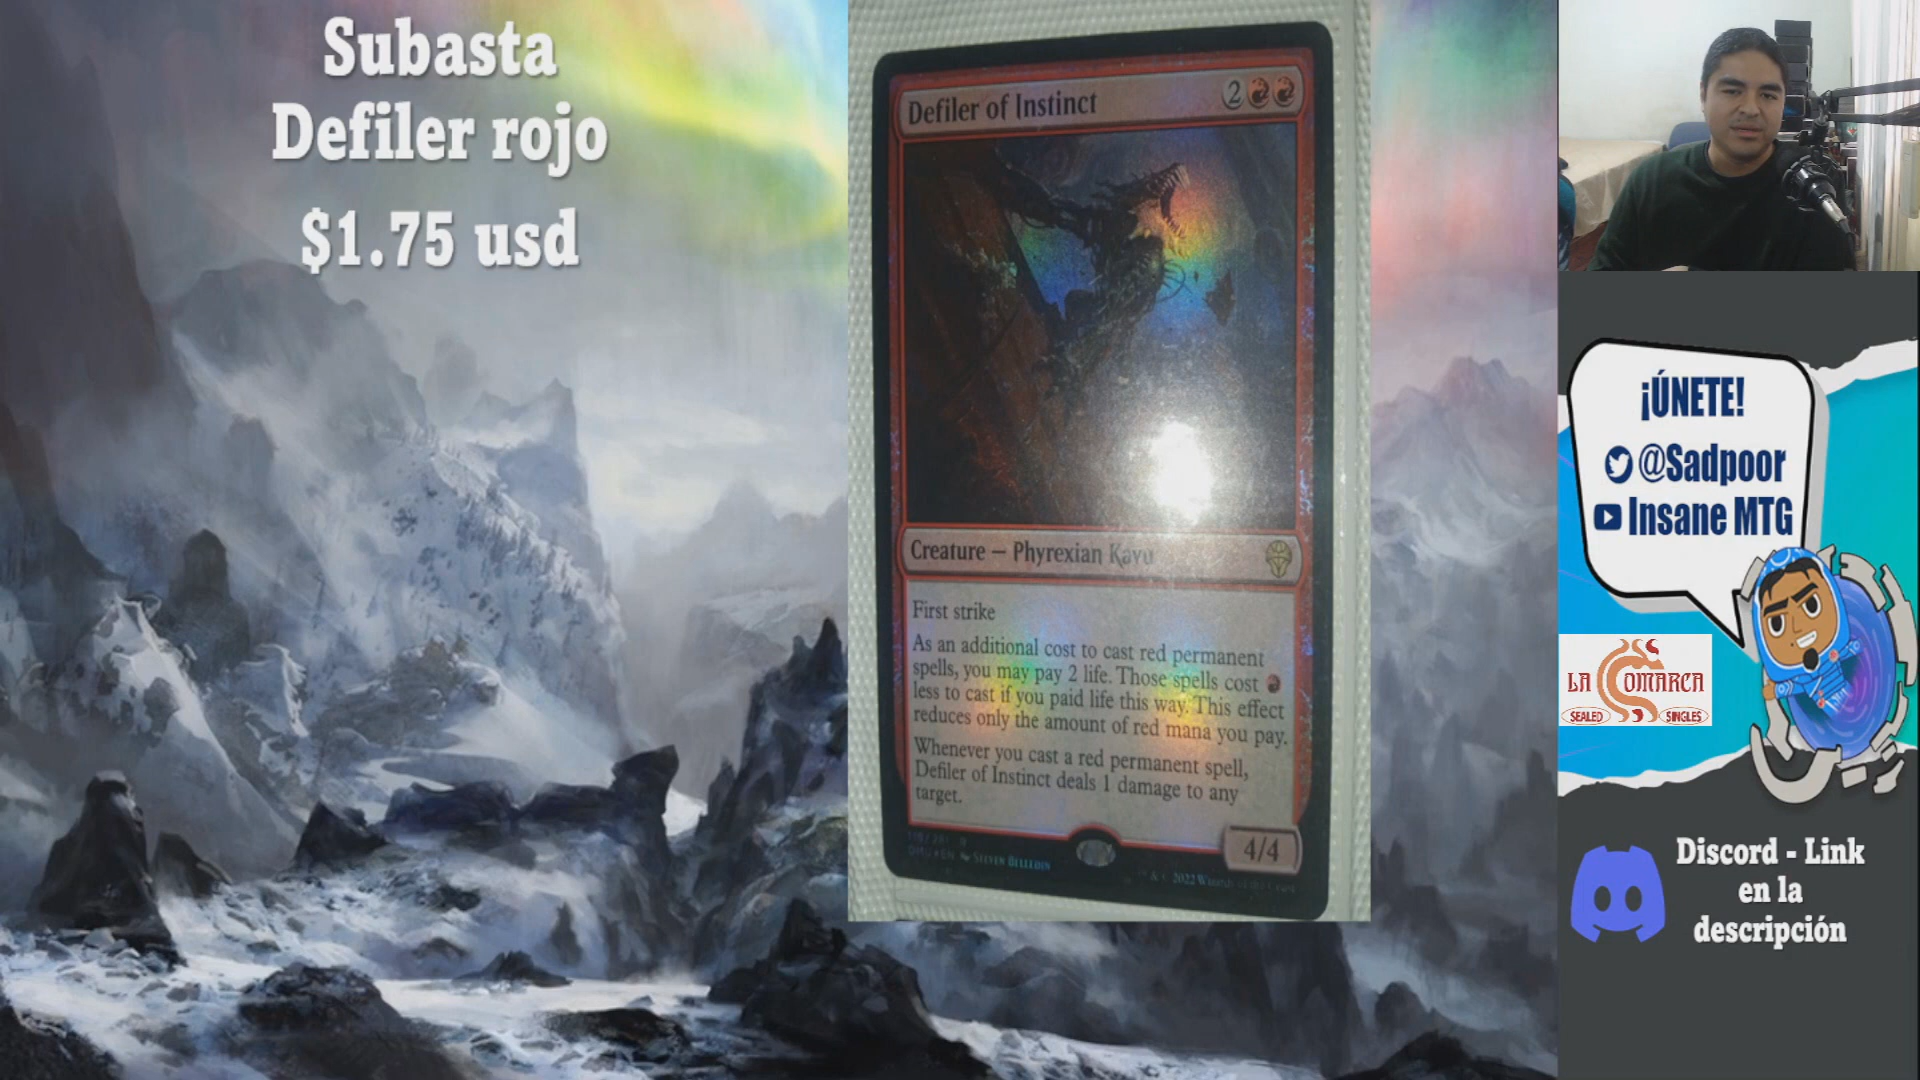 Subasta
Defiler rojo
$1.75 usd
Defiler of Instinct
2
Creature — Phyrexian Kavu
First strike
As an additional cost to cast red permanent
spells, you may pay 2 life. Those spells cost
less to cast if you paid life this way. This effect
reduces only the amount of red mana you pay.
Whenever you cast a red permanent spell,
Defiler of Instinct deals 1 damage to any
target.
4/4
2022 Wizards
¡ÚNETE!
@Sadpoor
Insane MTG
LA COMARCA
SEALED SINGLES
Discord - Link
en la
descripción